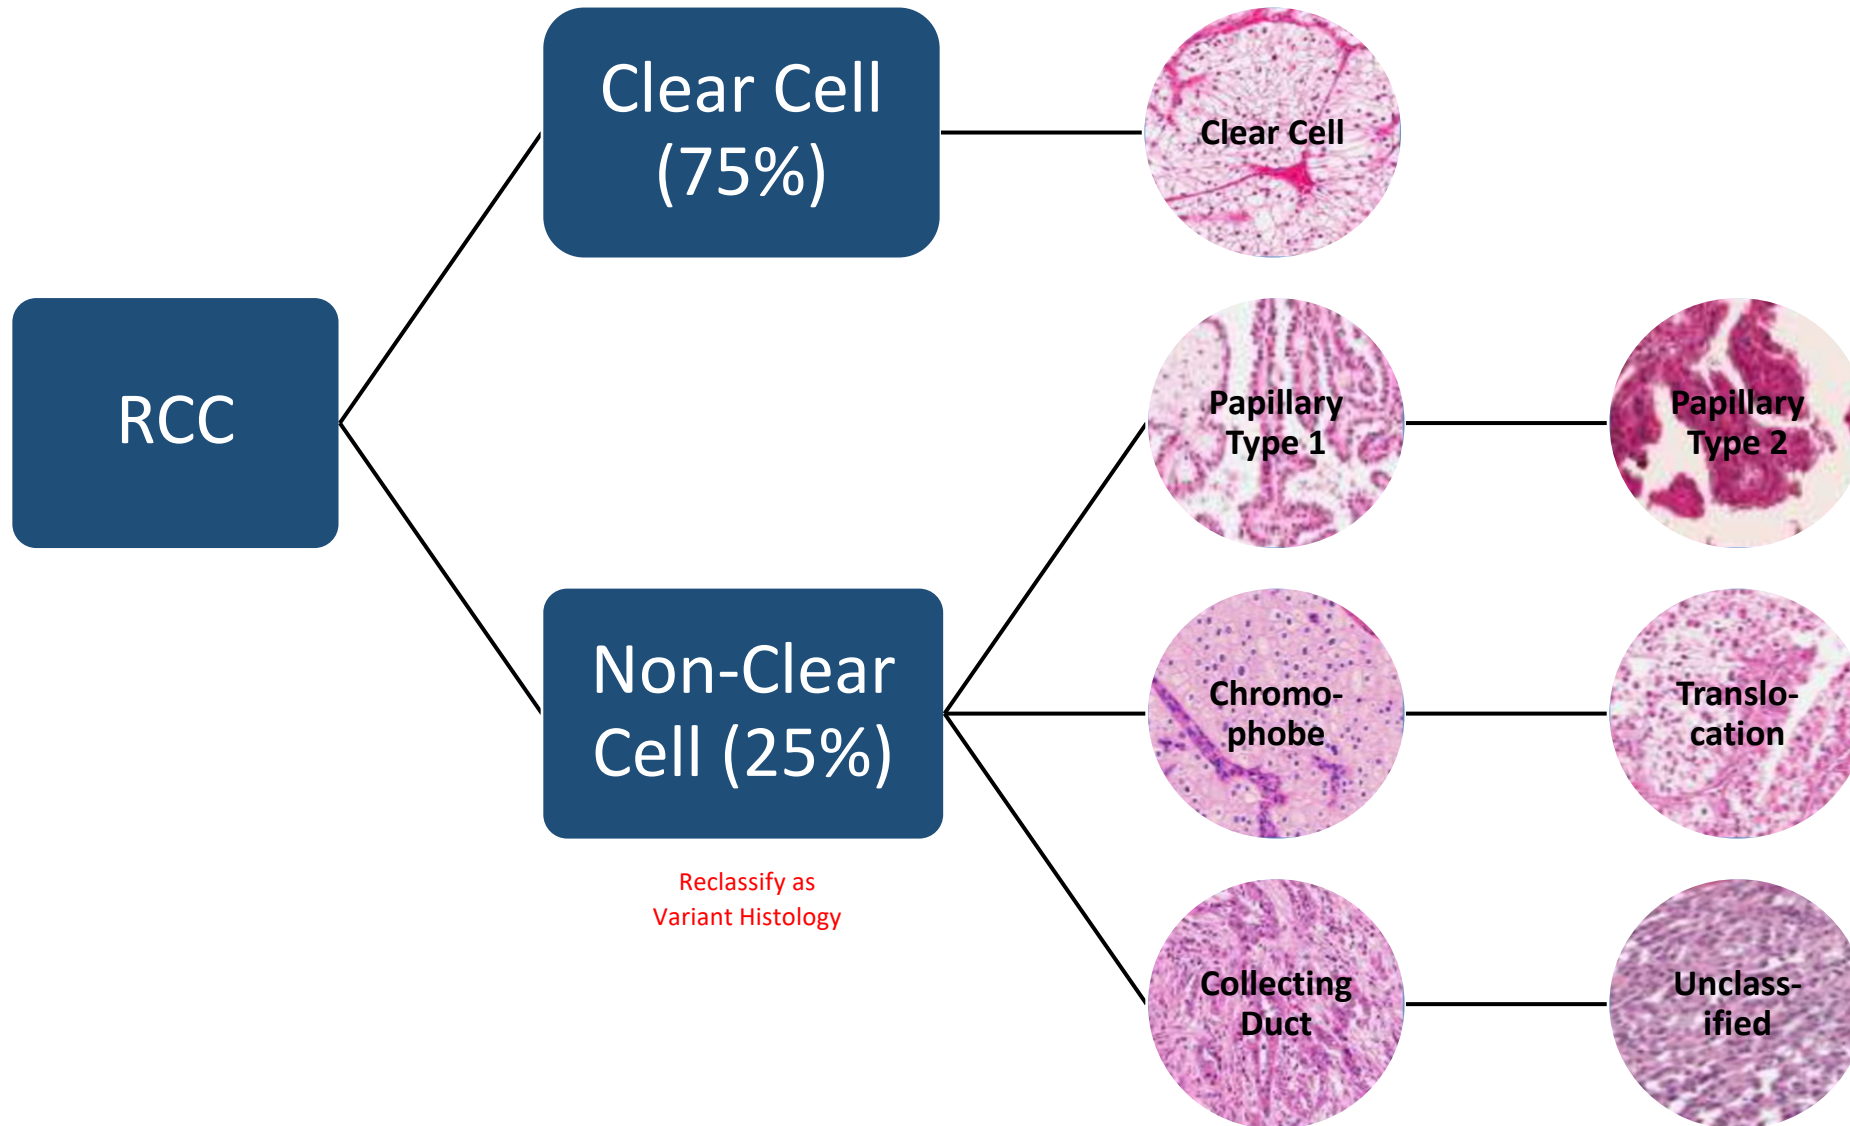 Clear Cell
(75%)
Clear Cell
RCC
Papillary
Type 1
Papillary
Type 2
Non-Clear
Cell (25%)
Chromo-
phobe
Translo-
cation
Reclassify as
Variant Histology
Collecting
Duct
Unclass-
ified